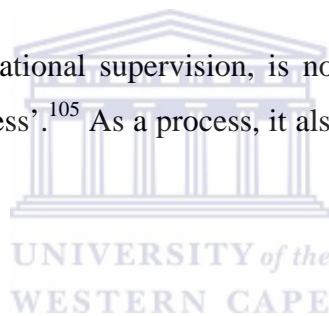 ational supervision, is no
ess’.105 As a process, it als
UNIVERSITY of the
WESTERN CAPE